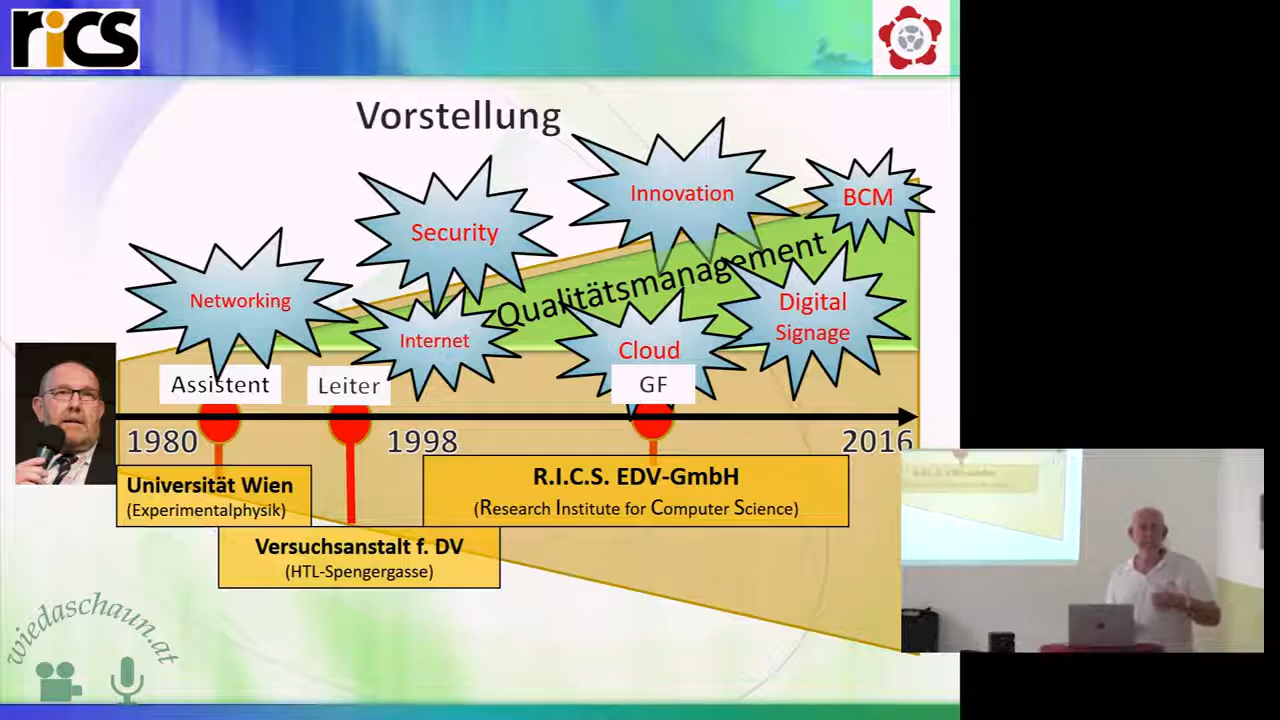 rics
Vorstellung
Innovation
BCM
Security
Qualitätsmanagement
Networking
Digital
Signage
Internet
Cloud
Assistent
Leiter
GF
1980
1998
2016
Universität Wien
(Experimentalphysik)
R.I.C.S. EDV-GmbH
(Research Institute for Computer Science)
Versuchsanstalt f. DV
(HTL-Spengergasse)
wiedaschaun.at